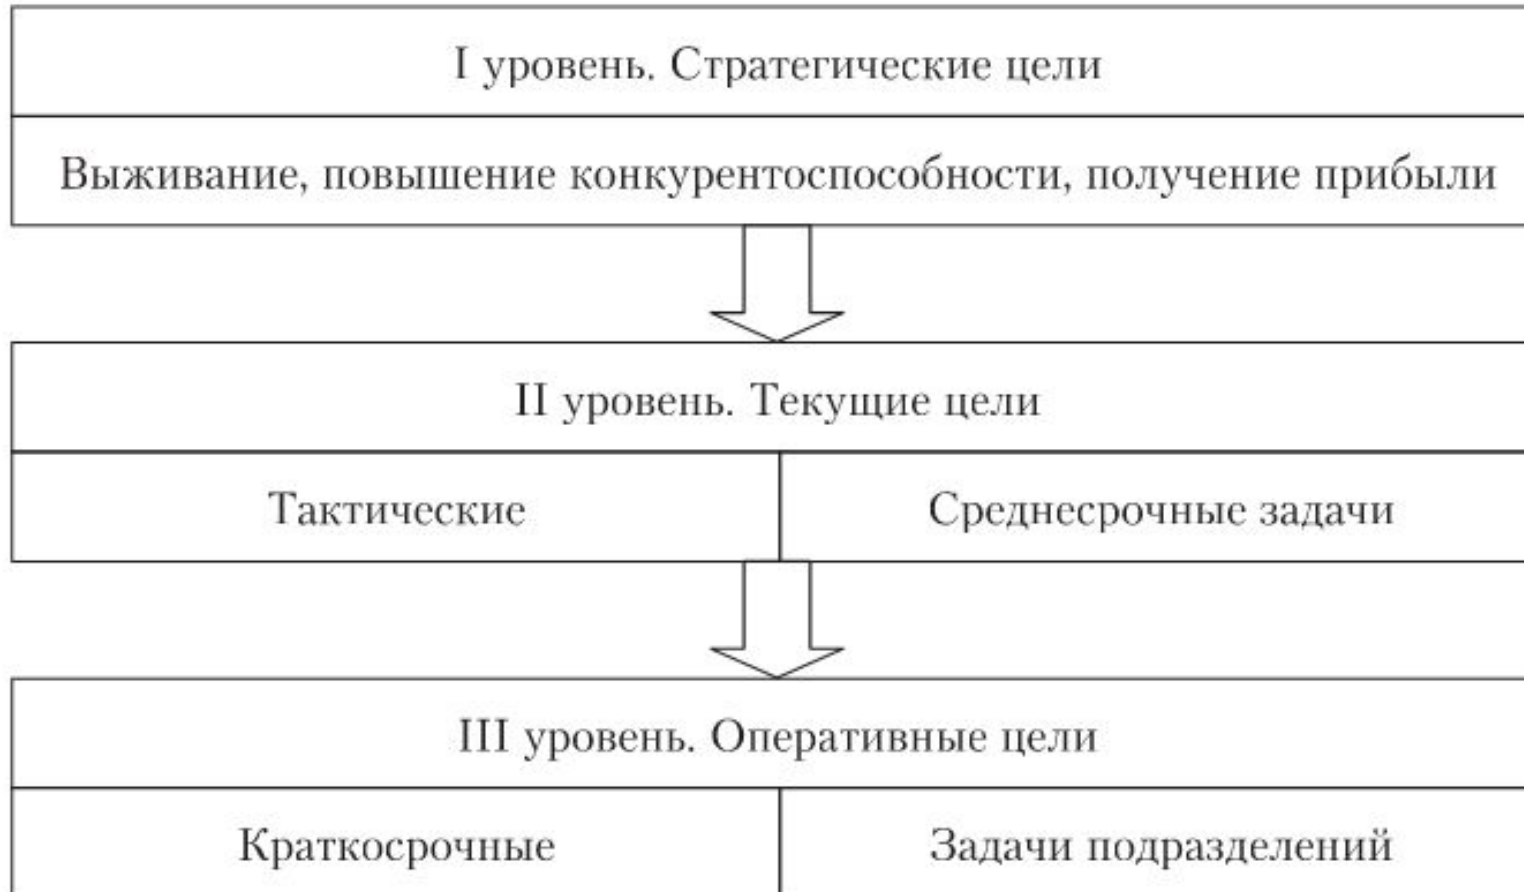 I уровень. Стратегические цели
Выживание, повышение конкурентоспособности, получение прибыли
II уровень. Текущие цели
Тактические
Среднесрочные задачи
III уровень. Оперативные цели
Краткосрочные
Задачи подразделений